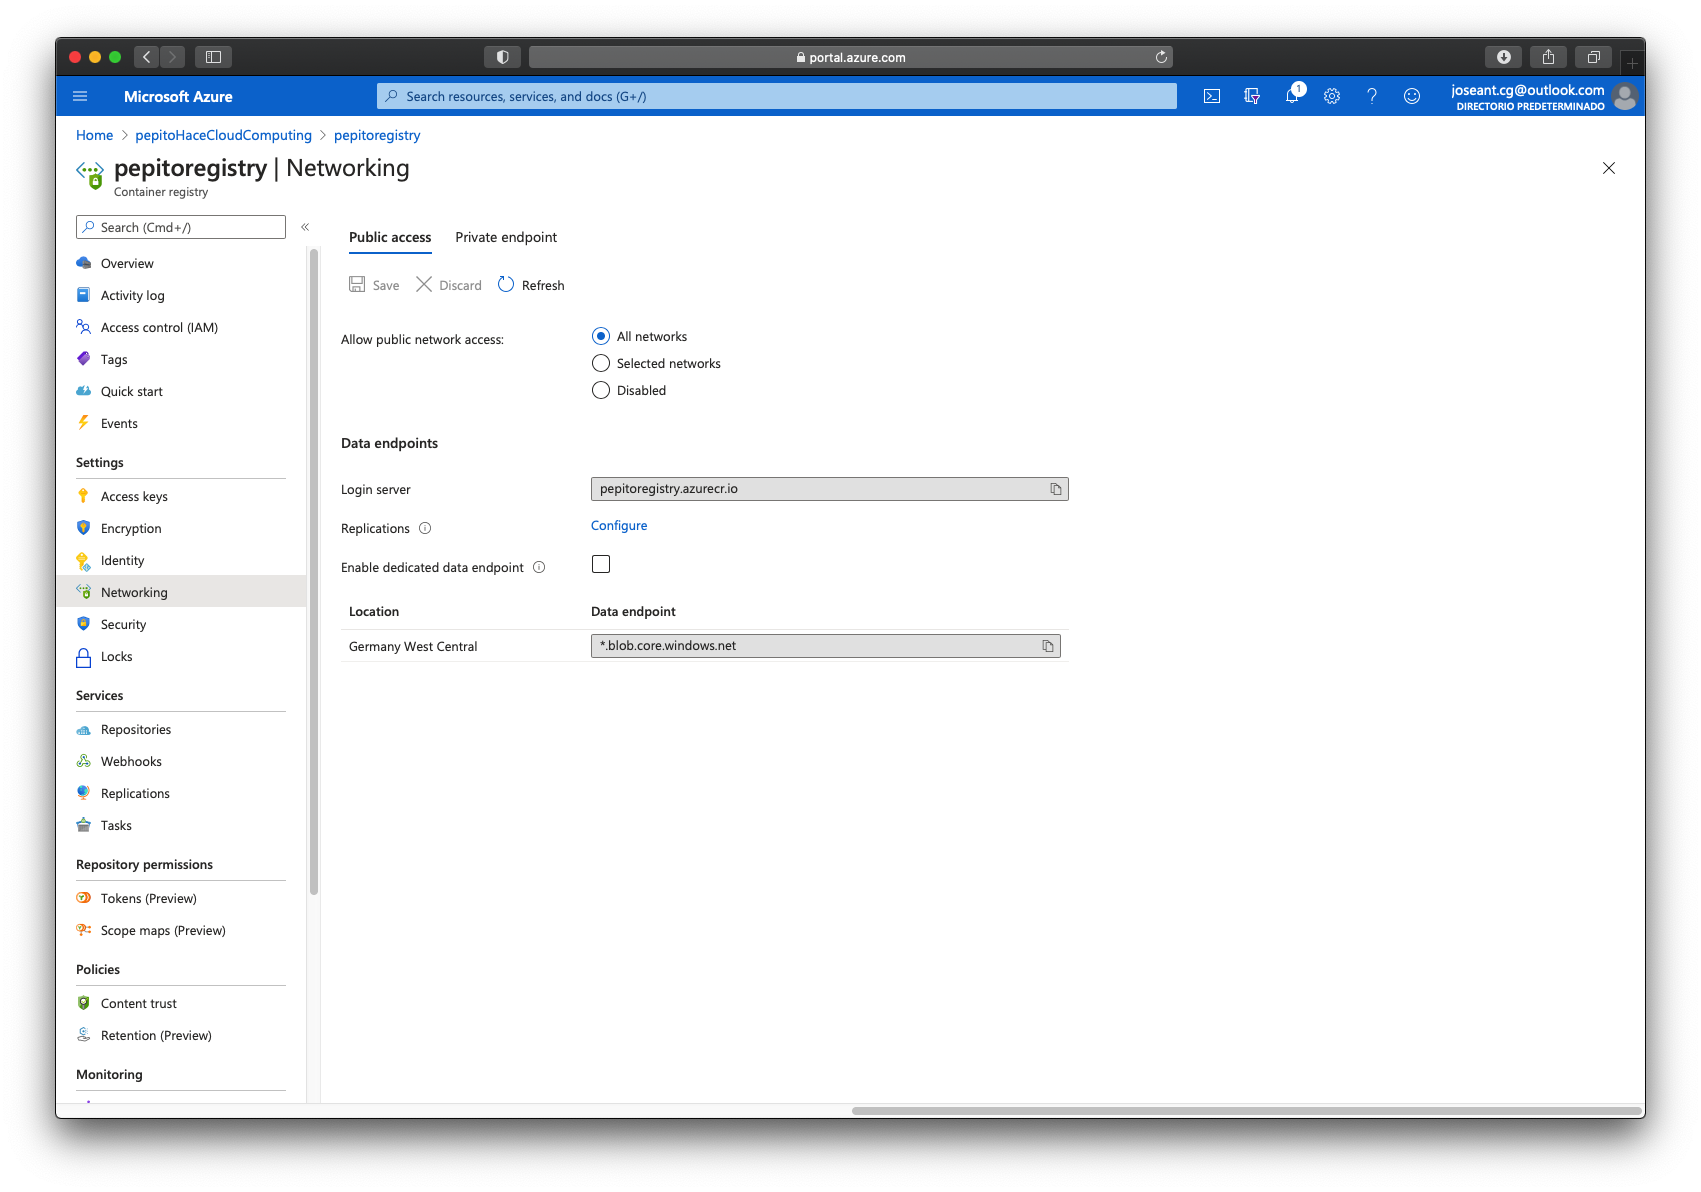 portal.azure.com
Microsoft Azure
Search resources, services, and docs (G+/)
1
joseant.cg@outlook.com
DIRECTORIO PREDETERMINADO
Home > pepitoHaceCloudComputing > pepitoregistry
pepitoregistry | Networking
Container registry
Search (Cmd+/)
«
Overview
Activity log
Access control (IAM)
Tags
Quick start
Events
Settings
Access keys
Encryption
Identity
Networking
Security
Locks
Services
Repositories
Webhooks
Replications
Tasks
Repository permissions
Tokens (Preview)
Scope maps (Preview)
Policies
Content trust
Retention (Preview)
Monitoring
Public access Private endpoint
Save Discard Refresh
Allow public network access:
All networks
Selected networks
Disabled
Data endpoints
Login server pepitoregistry.azurecr.io
Replications Configure
Enable dedicated data endpoint
Location Data endpoint
Germany West Central *.blob.core.windows.net